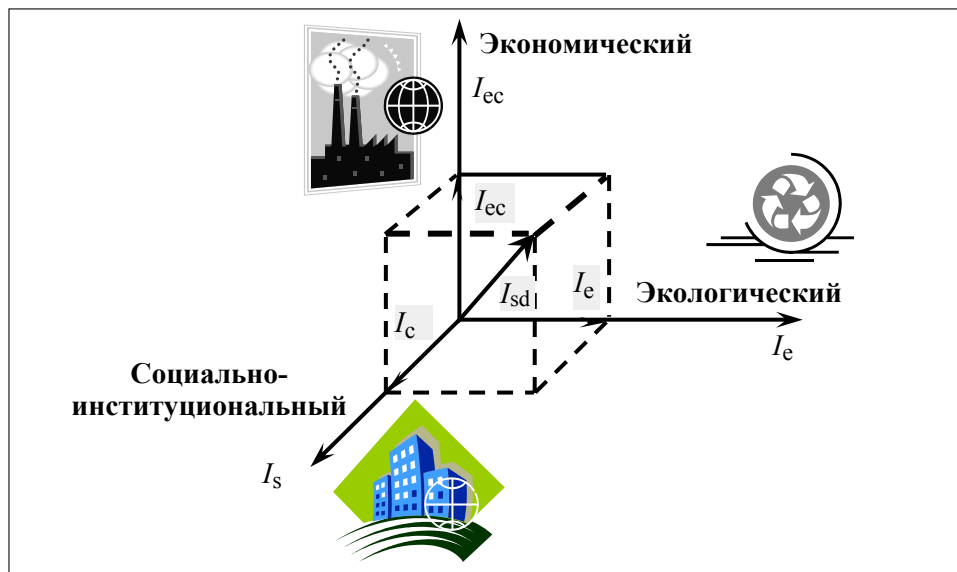 Экономический
I_ec
I_ec
I_sd
I_e
Экологический
I_c
I_e
Социально-
институциональный
I_s